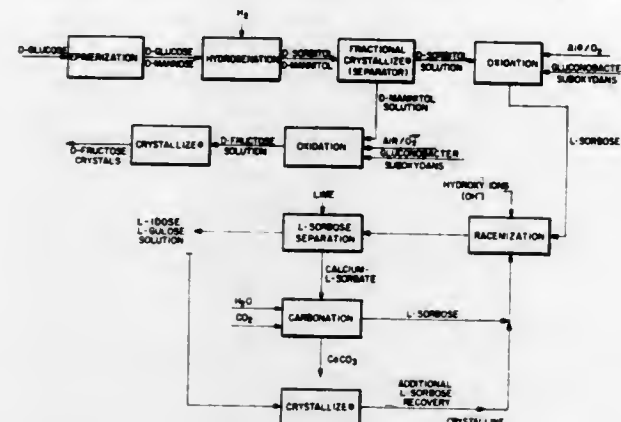 H2
D-GLUCOSE
EPIMERIZATION
D-GLUCOSE
D-MANNOSE
HYDROGENATION
D-SORBITOL
D-MANNITOL
FRACTIONAL
CRYSTALLIZER
(SEPARATOR)
D-SORBITOL
SOLUTION
OXIDATION
AIR/O2
GLUCONOBACTE
SUBOXYDANS
D-MANNITOL
SOLUTION
L-SORBOSE
D-FRUCTOSE
CRYSTALS
CRYSTALLIZER
D-FRUCTOSE
SOLUTION
OXIDATION
AIR/O2
GLUCONOBACTER
SUBOXYDANS
HYDROXY IONS
(OH-)
LIME
L-IDOSE
L-GULOSE
SOLUTION
L-SORBOSE
SEPARATION
RACEMIZATION
CALCIUM-
L-SORBATE
H2O
CO2
CARBONATION
L-SORBOSE
CaCO3
CRYSTALLIZER
ADDITIONAL
L SORBOSE
RECOVERY